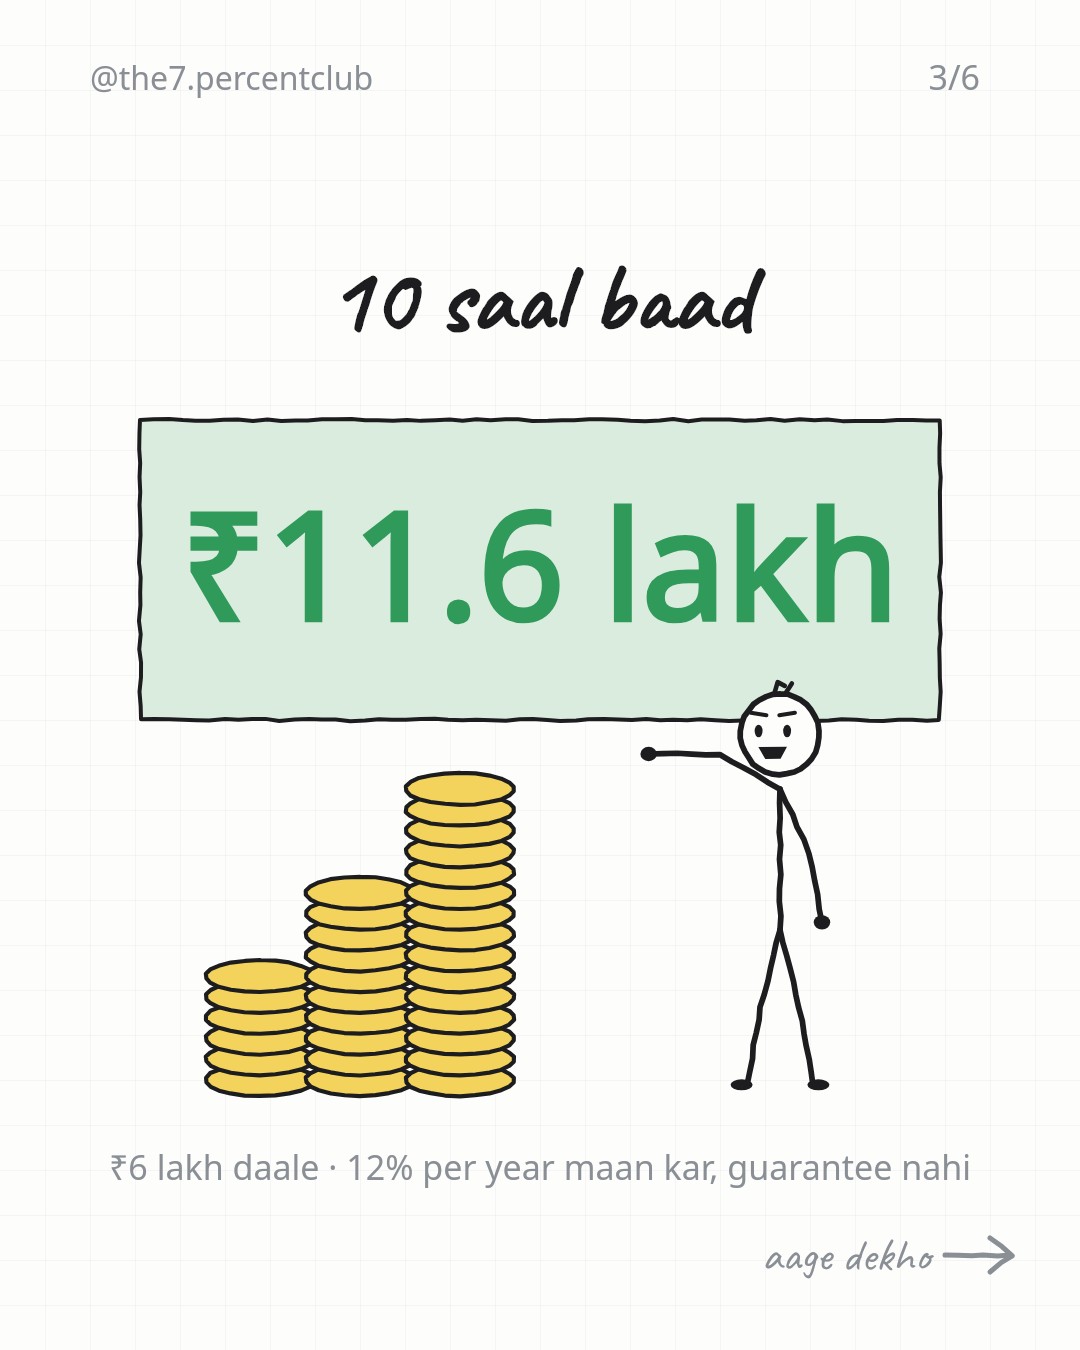 @the7.percentclub
3/6
10 saal baad
₹11.6 lakh
₹6 lakh daale · 12% per year maan kar, guarantee nahi
aage dekho